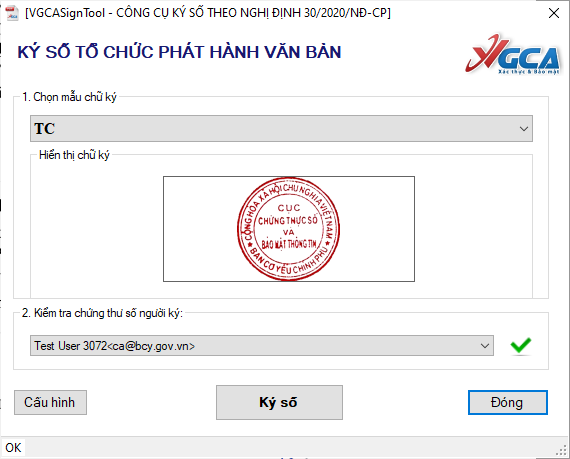 [VGCASignTool - CÔNG CỤ KÝ SỐ THEO NGHỊ ĐỊNH 30/2020/NĐ-CP]
KÝ SỐ TỔ CHỨC PHÁT HÀNH VĂN BẢN
VGCA
Xác thực & Bảo mật
1. Chọn mẫu chữ ký
TC
Hiển thị chữ ký
CỘNG HÒA XÃ HỘI CHỦ NGHĨA VIỆT NAM
CỤC
CHỨNG THỰC SỐ
VÀ
BẢO MẬT THÔNG TIN
★ BAN CƠ YẾU CHÍNH PHỦ ★
2. Kiểm tra chứng thư số người ký:
Test User 3072<ca@bcy.gov.vn>
Cấu hình
Ký số
Đóng
OK